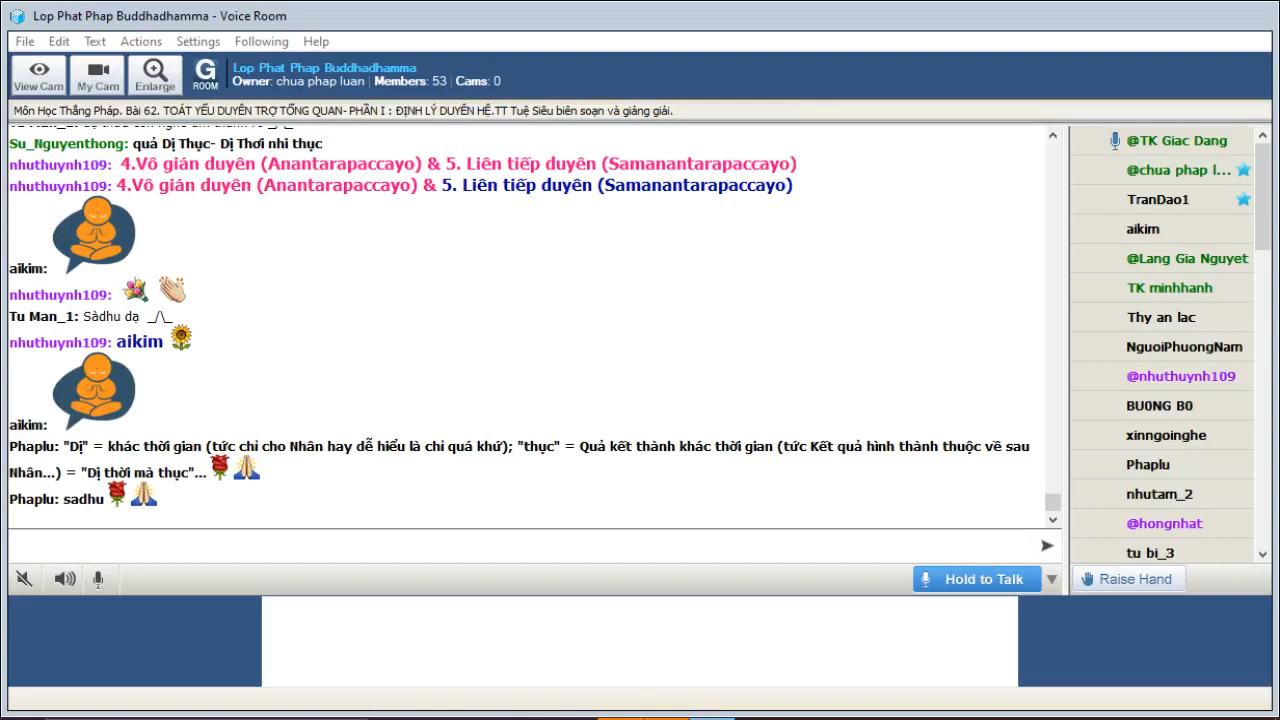 Lop Phat Phap Buddhadhamma - Voice Room
File Edit Text Actions Settings Following Help
View Cam My Cam Enlarge G ROOM
Lop Phat Phap Buddhadhamma
Owner: chua phap luan | Members: 53 | Cams: 0
Môn Học Thắng Pháp. Bài 62. TOÁT YẾU DUYÊN TRỢ TỔNG QUAN- PHẦN I : ĐỊNH LÝ DUYÊN HỆ.TT Tuệ Siêu biên soạn và giảng giải.
Su_Nguyenthong: quả Dị Thục- Dị Thơi nhi thục
nhuthuynh109: 4.Vô gián duyên (Anantarapaccayo) & 5. Liên tiếp duyên (Samanantarapaccayo)
nhuthuynh109: 4.Vô gián duyên (Anantarapaccayo) & 5. Liên tiếp duyên (Samanantarapaccayo)
aikim:
nhuthuynh109:
Tu Man_1: Sàdhu dạ _/\_
nhuthuynh109: aikim
aikim:
Phaplu: "Dị" = khác thời gian (tức chỉ cho Nhân hay dễ hiểu là chỉ quá khứ); "thục" = Quả kết thành khác thời gian (tức Kết quả hình thành thuộc về sau
Nhân...) = "Dị thời mà thục"...
Phaplu: sadhu
Hold to Talk
@TK Giac Dang
@chua phap l...
TranDao1
aikim
@Lang Gia Nguyet
TK minhhanh
Thy an lac
NguoiPhuongNam
@nhuthuynh109
BU0NG B0
xinngoinghe
Phaplu
nhutam_2
@hongnhat
tu bi_3
Raise Hand